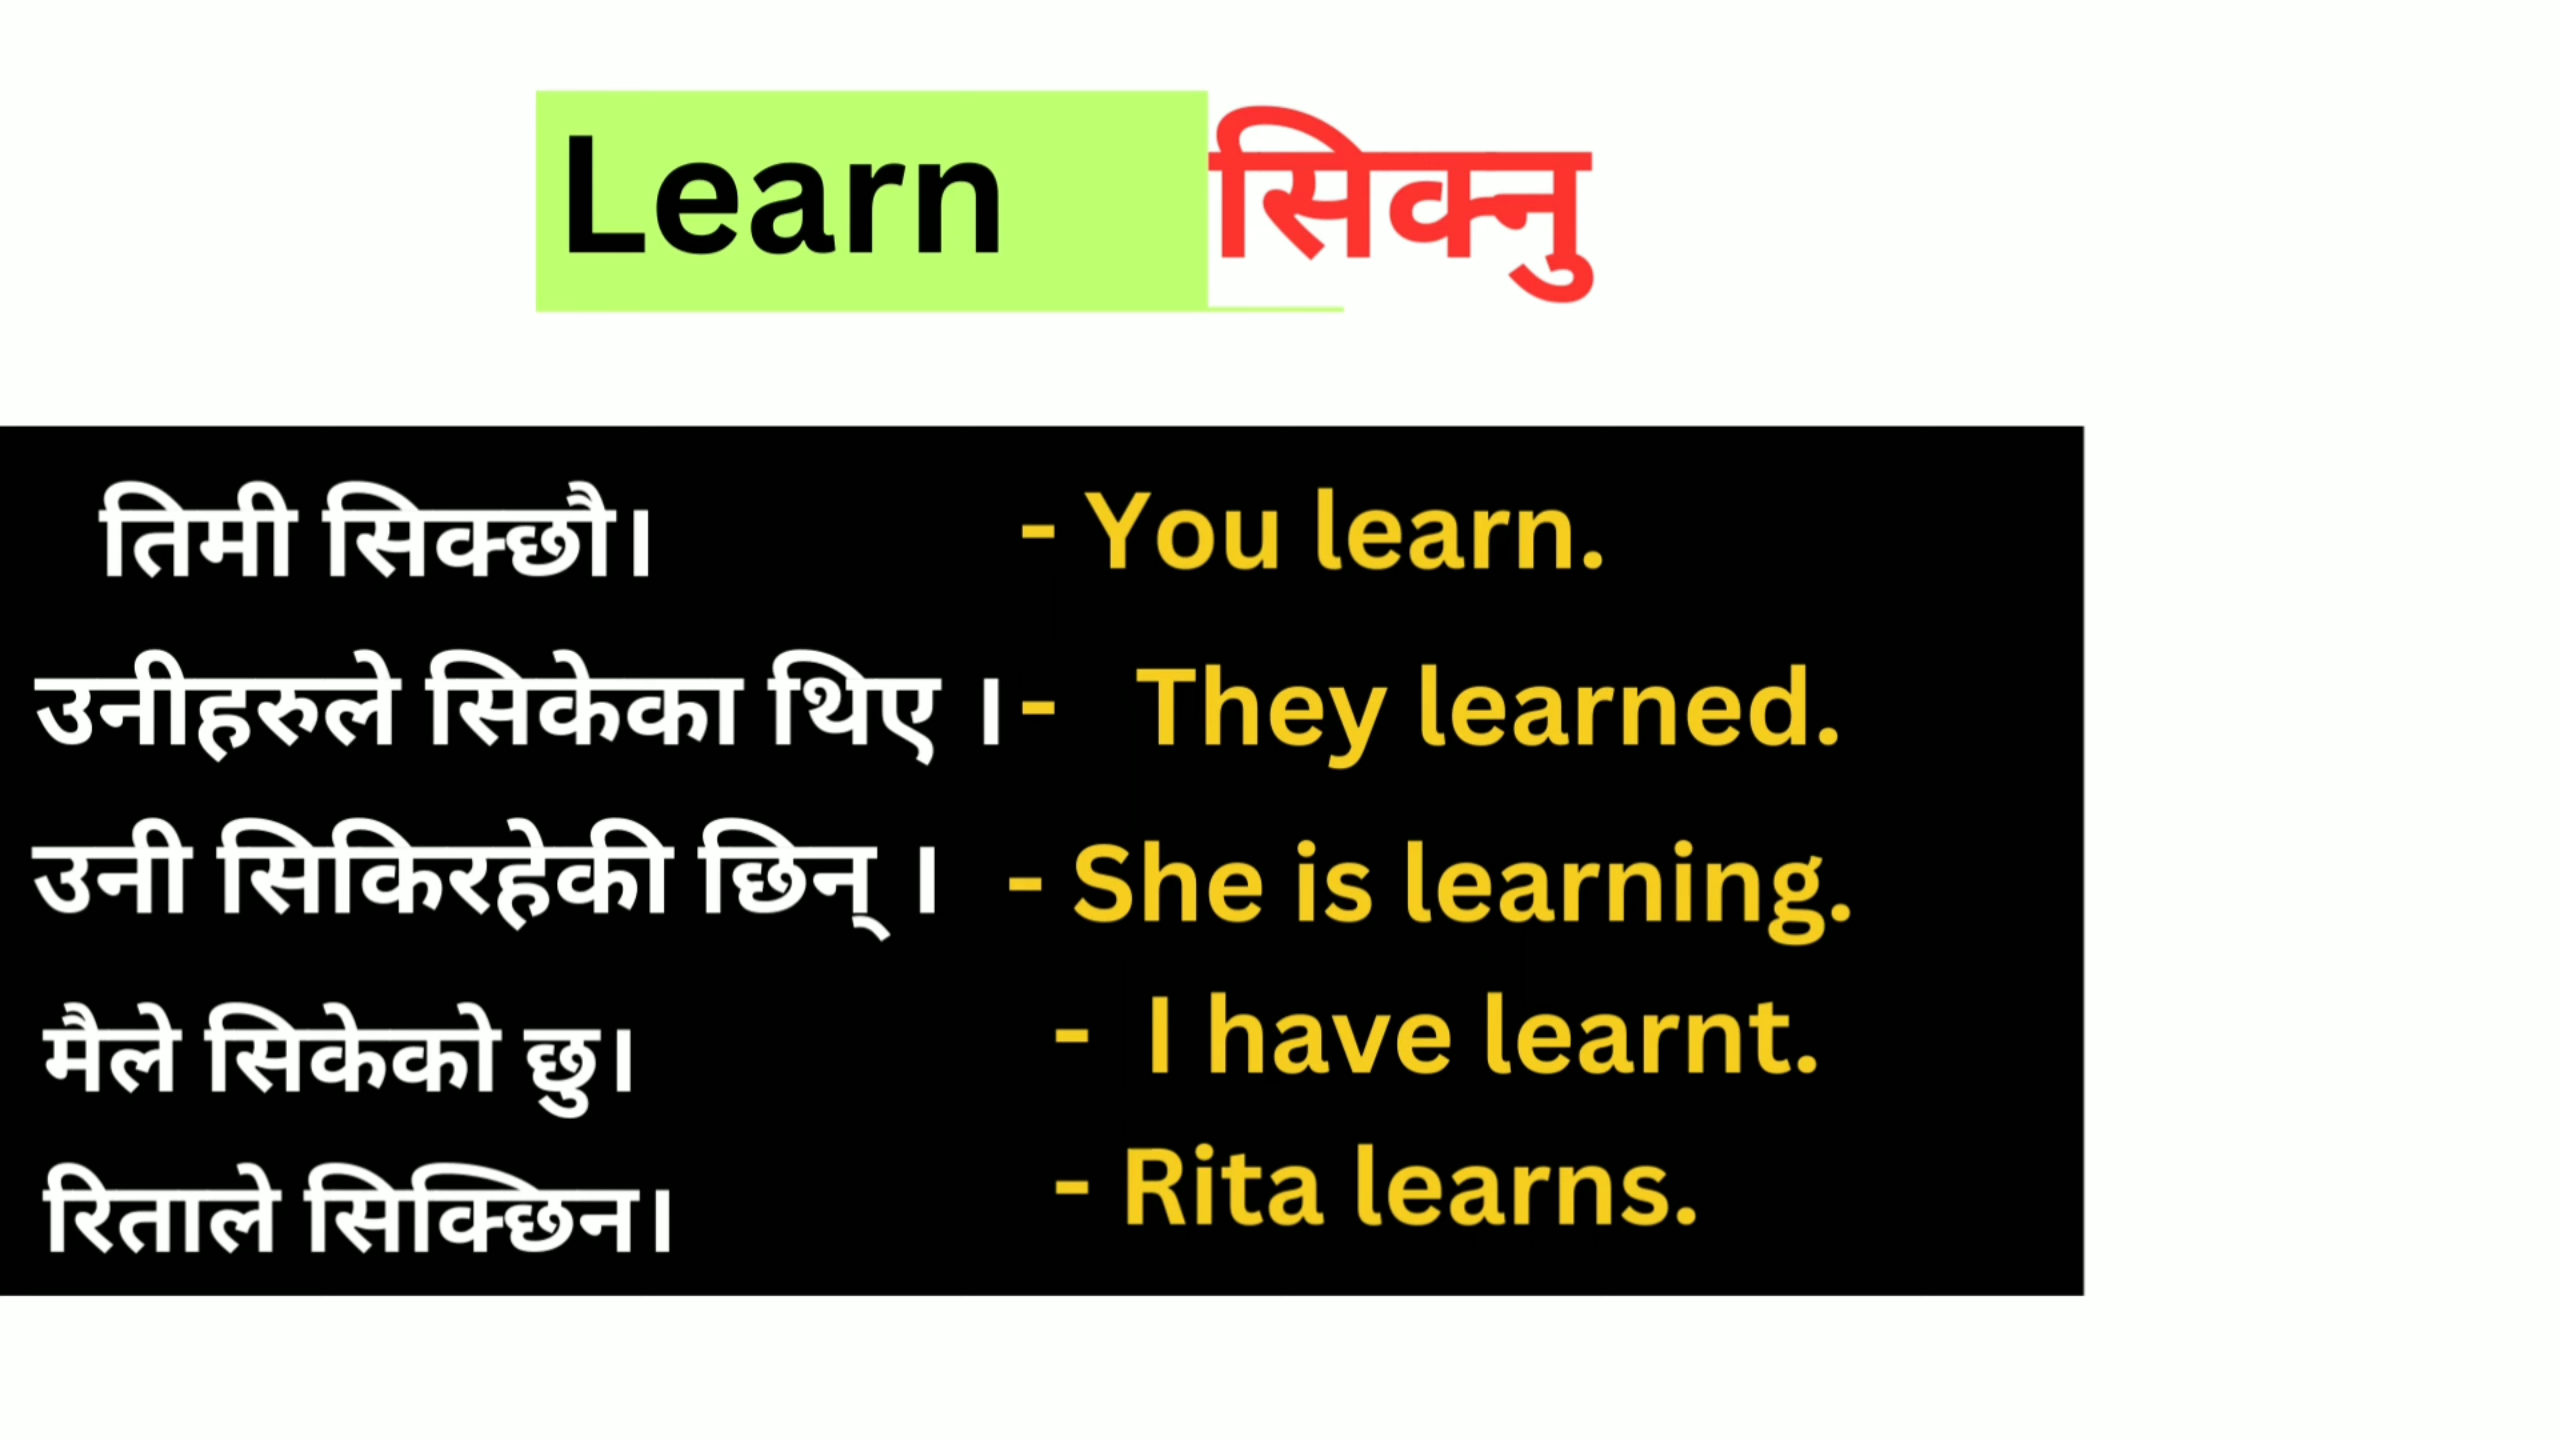 Learn सिक्नु
तिमी सिक्छौ। - You learn.
उनीहरुले सिकेका थिए । - They learned.
उनी सिकिरहेकी छिन् । - She is learning.
मैले सिकेको छु। - I have learnt.
रिताले सिक्छिन। - Rita learns.